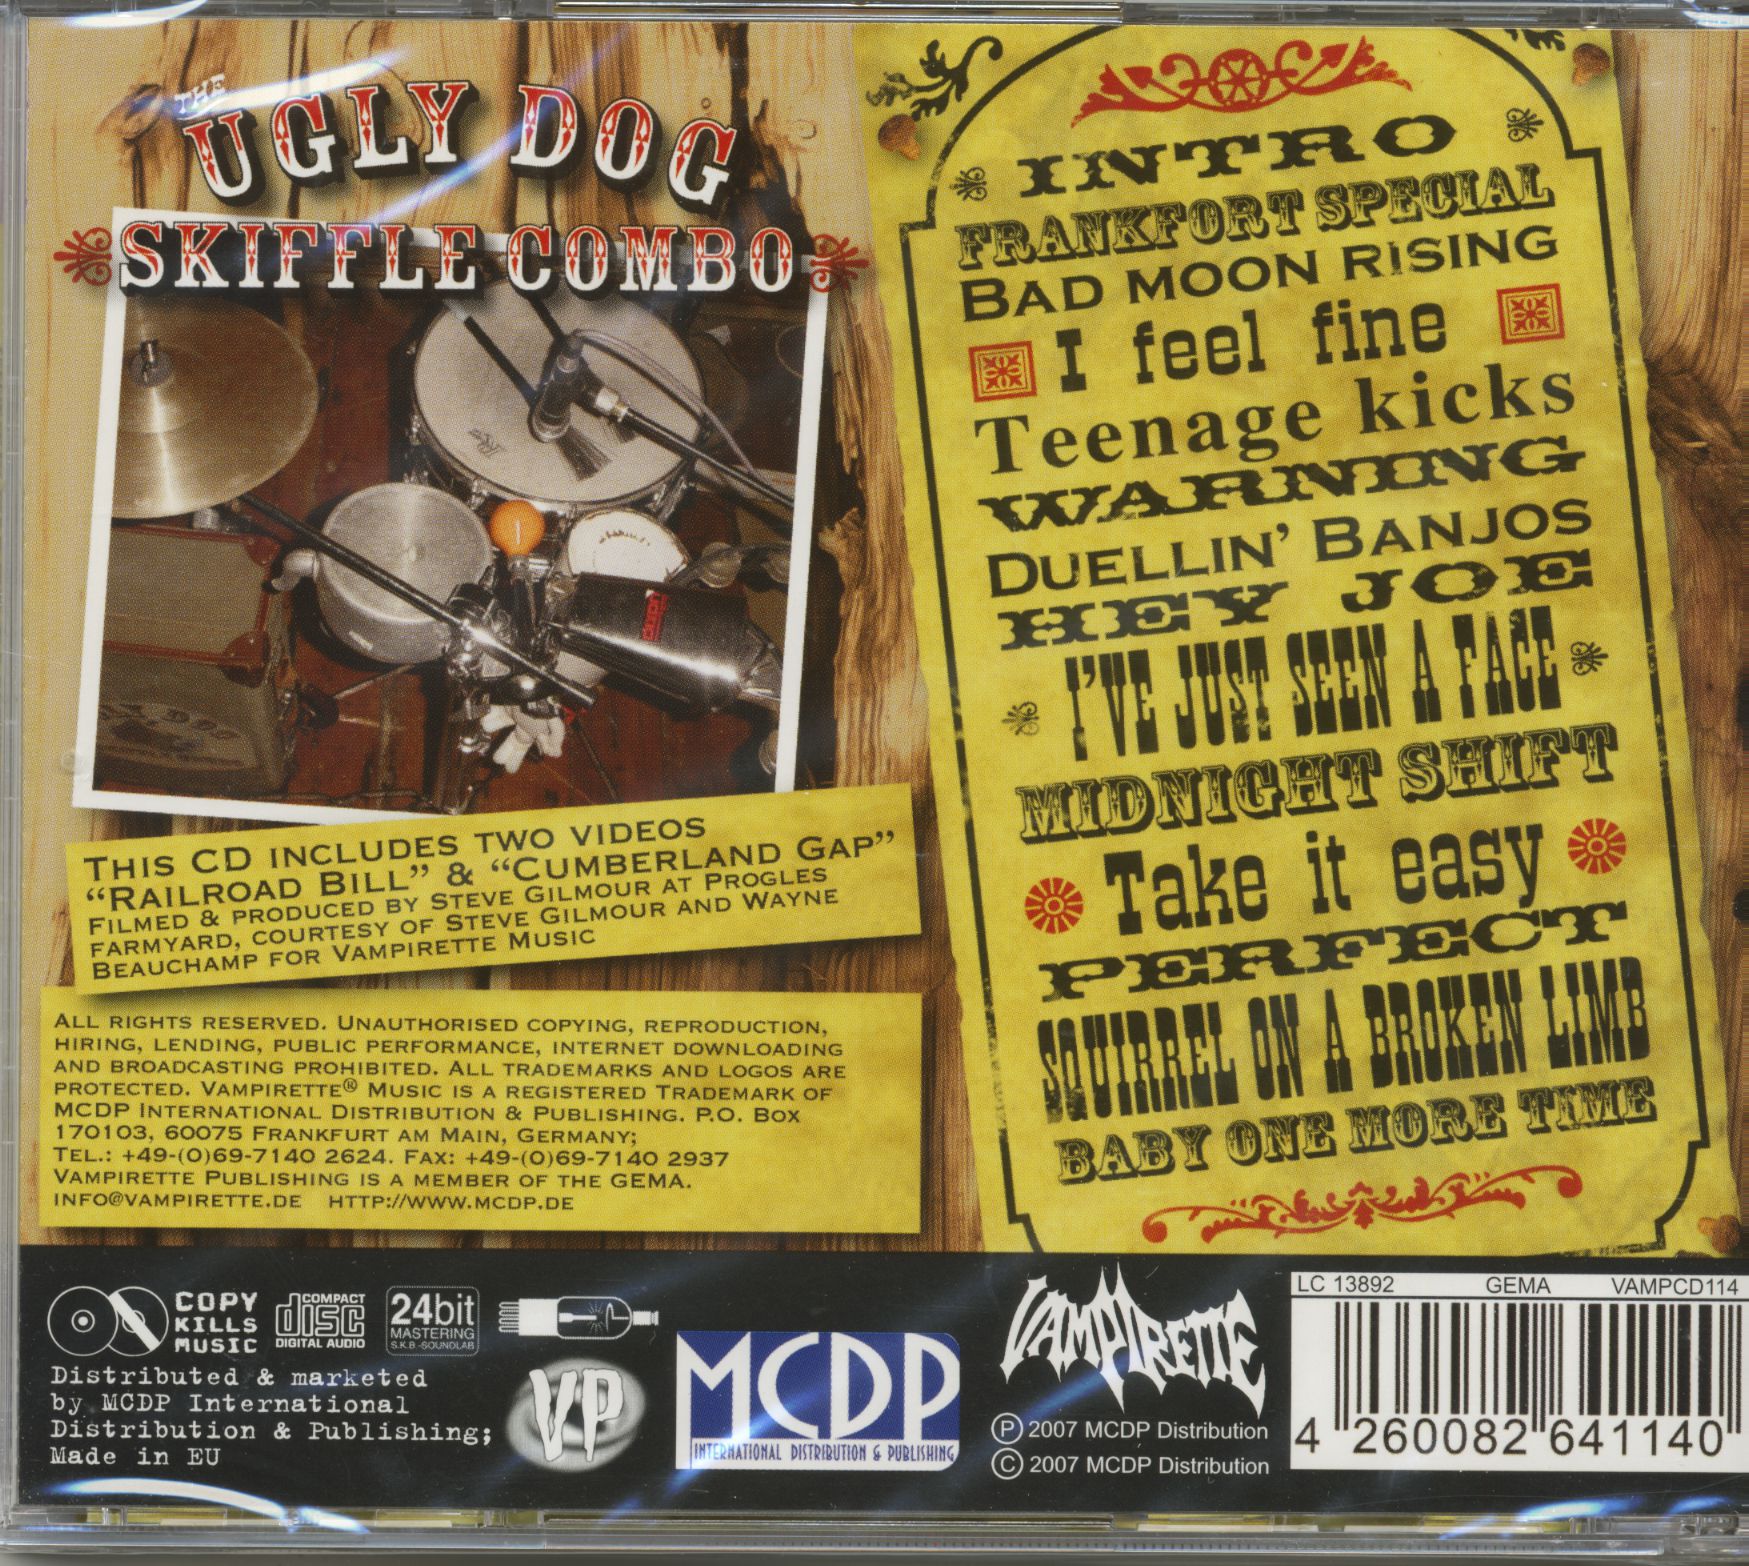 THE
UGLY DOG
SKIFFLE COMBO
THIS CD INCLUDES TWO VIDEOS
"RAILROAD BILL" & "CUMBERLAND GAP"
FILMED & PRODUCED BY STEVE GILMOUR AT PROGLES
FARMYARD, COURTESY OF STEVE GILMOUR AND WAYNE
BEAUCHAMP FOR VAMPIRETTE MUSIC
ALL RIGHTS RESERVED. UNAUTHORISED COPYING, REPRODUCTION,
HIRING, LENDING, PUBLIC PERFORMANCE, INTERNET DOWNLOADING
AND BROADCASTING PROHIBITED. ALL TRADEMARKS AND LOGOS ARE
PROTECTED. VAMPIRETTE® MUSIC IS A REGISTERED TRADEMARK OF
MCDP INTERNATIONAL DISTRIBUTION & PUBLISHING. P.O. BOX
170103, 60075 FRANKFURT AM MAIN, GERMANY;
TEL.: +49-(0)69-7140 2624. FAX: +49-(0)69-7140 2937
VAMPIRETTE PUBLISHING IS A MEMBER OF THE GEMA.
INFO@VAMPIRETTE.DE HTTP://WWW.MCDP.DE
INTRO
FRANKFORT SPECIAL
BAD MOON RISING
I feel fine
Teenage kicks
WARNING
DUELLIN' BANJOS
HEY JOE
I'VE JUST SEEN A FACE
MIDNIGHT SHIFT
Take it easy
PERFECT
SQUIRREL ON A BROKEN LIMB
BABY ONE MORE TIME
COPY
KILLS
MUSIC
COMPACT
disc
DIGITAL AUDIO
24bit
MASTERING
S.K.B.-SOUNDLAB
Distributed & marketed
by MCDP International
Distribution & Publishing;
Made in EU
VP
MCDP
INTERNATIONAL DISTRIBUTION & PUBLISHING
VAMPIRETTE
Ⓟ 2007 MCDP Distribution
© 2007 MCDP Distribution
LC 13892 GEMA VAMPCD114
4 260082 641140